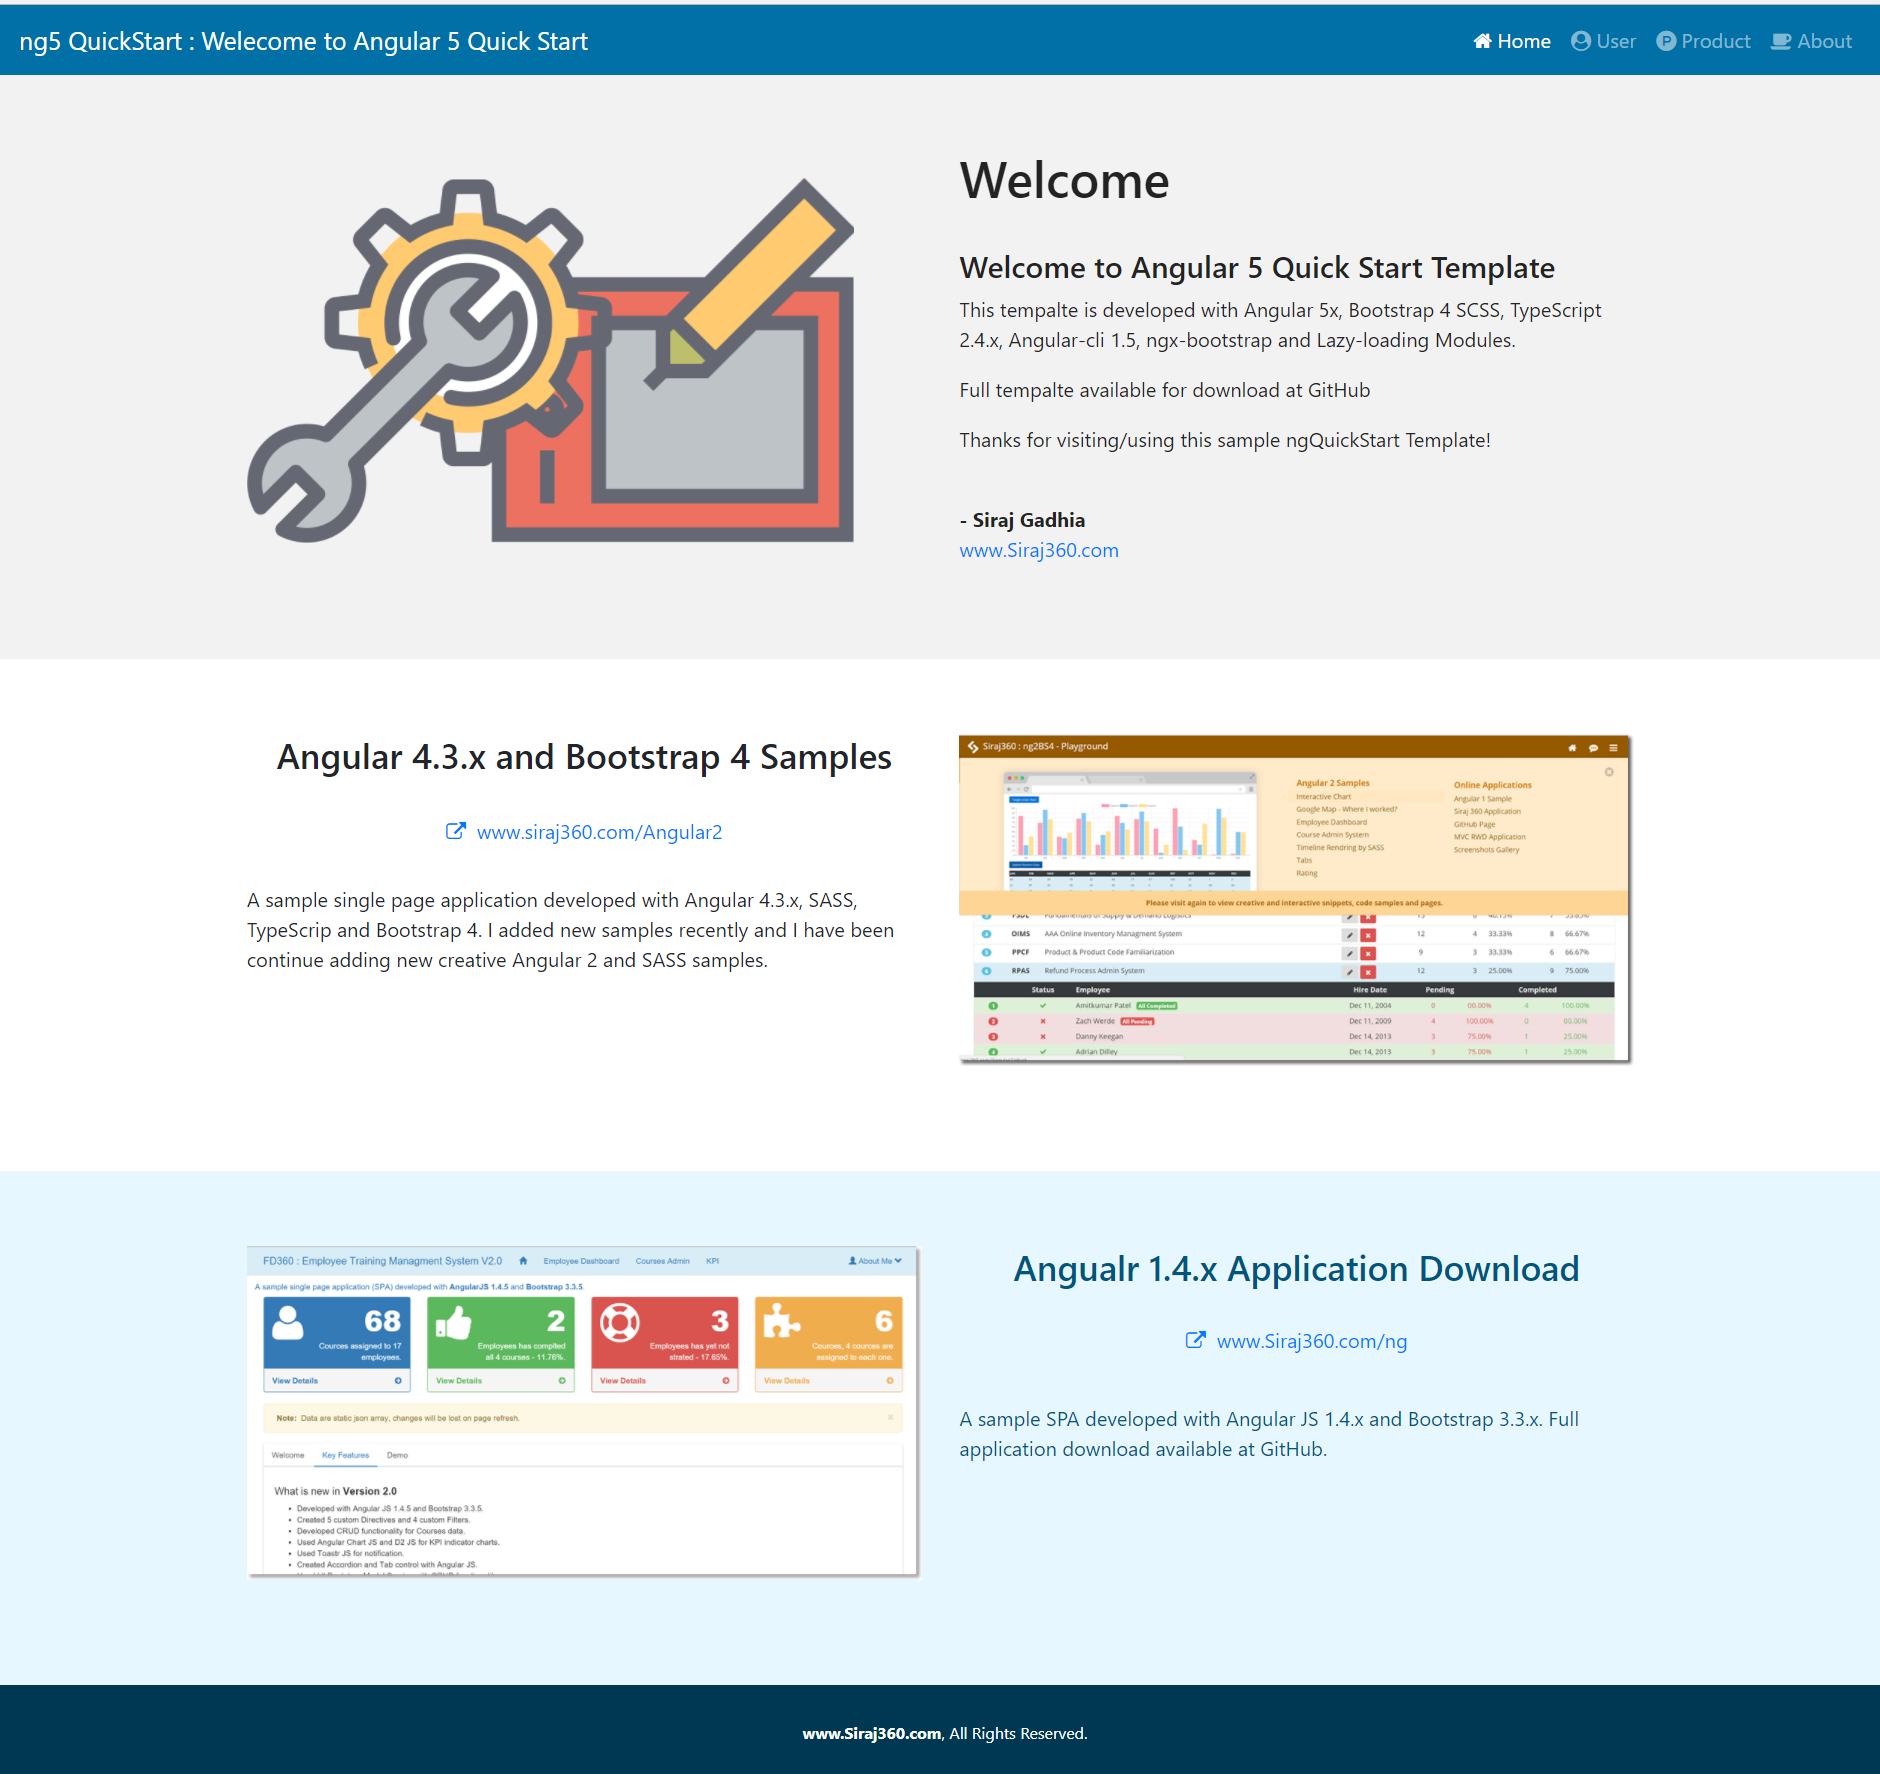 ng5 QuickStart : Welecome to Angular 5 Quick Start
Home User Product About
Welcome
Welcome to Angular 5 Quick Start Template
This tempalte is developed with Angular 5x, Bootstrap 4 SCSS, TypeScript
2.4.x, Angular-cli 1.5, ngx-bootstrap and Lazy-loading Modules.
Full tempalte available for download at GitHub
Thanks for visiting/using this sample ngQuickStart Template!
- Siraj Gadhia
www.Siraj360.com
Angular 4.3.x and Bootstrap 4 Samples
www.siraj360.com/Angular2
A sample single page application developed with Angular 4.3.x, SASS,
TypeScrip and Bootstrap 4. I added new samples recently and I have been
continue adding new creative Angular 2 and SASS samples.
Siraj360 : ng2BS4 - Playground
Angular 2 Samples
Interactive Chart
Google Map - Where I worked?
Employee Dashboard
Course Admin System
Timeline Rendring by SASS
Tabs
Rating
Online Applications
Angular 1 Sample
Siraj 360 Application
GitHub Page
MVC RWD Application
Screenshots Gallery
Please visit again to view creative and interactive snippets, code samples and pages.
OIMS AAA Online Inventory Managment System 12 4 33.33% 8 66.67%
PPCF Product & Product Code Familiarization 9 3 33.33% 6 66.67%
RPAS Refund Process Admin System 12 3 25.00% 9 75.00%
Status Employee Hire Date Pending Completed
1 Amitkumar Patel All Completed Dec 11, 2004 0 00.00% 4 100.00%
2 Zach Werde All Pending Dec 11, 2009 4 100.00% 0 00.00%
3 Danny Keegan Dec 14, 2013 3 75.00% 1 25.00%
4 Adrian Dilley Dec 14, 2013 3 75.00% 1 25.00%
FD360 : Employee Training Managment System V2.0 Employee Dashboard Courses Admin KPI About Me
A sample single page application (SPA) developed with AngularJS 1.4.5 and Bootstrap 3.3.5.
68
Courses assigned to 17
employees.
View Details
2
Employees has complted
all 4 courses - 11.76%.
View Details
3
Employees has yet not
strated - 17.65%.
View Details
6
Cources, 4 cources are
assigned to each one.
View Details
Note: Data are static json array, changes will be lost on page refresh.
Welcome Key Features Demo
What is new in Version 2.0
• Developed with Angular JS 1.4.5 and Bootstrap 3.3.5.
• Created 5 custom Directives and 4 custom Filters.
• Developed CRUD functionality for Courses data.
• Used Angular Chart JS and D2 JS for KPI indicator charts.
• Used Toastr JS for notification.
• Created Accordion and Tab control with Angular JS.
Angualr 1.4.x Application Download
www.Siraj360.com/ng
A sample SPA developed with Angular JS 1.4.x and Bootstrap 3.3.x. Full
application download available at GitHub.
www.Siraj360.com, All Rights Reserved.